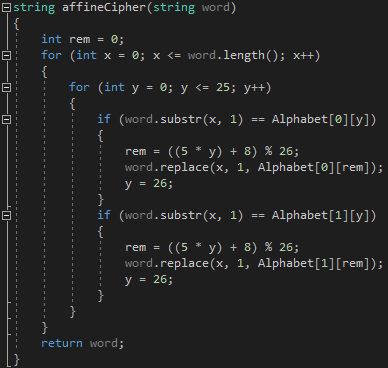 string affineCipher(string word)
{
    int rem = 0;
    for (int x = 0; x <= word.length(); x++)
    {
        for (int y = 0; y <= 25; y++)
        {
            if (word.substr(x, 1) == Alphabet[0][y])
            {
                rem = ((5 * y) + 8) % 26;
                word.replace(x, 1, Alphabet[0][rem]);
                y = 26;
            }
            if (word.substr(x, 1) == Alphabet[1][y])
            {
                rem = ((5 * y) + 8) % 26;
                word.replace(x, 1, Alphabet[1][rem]);
                y = 26;
            }
        }
    }
    return word;
}